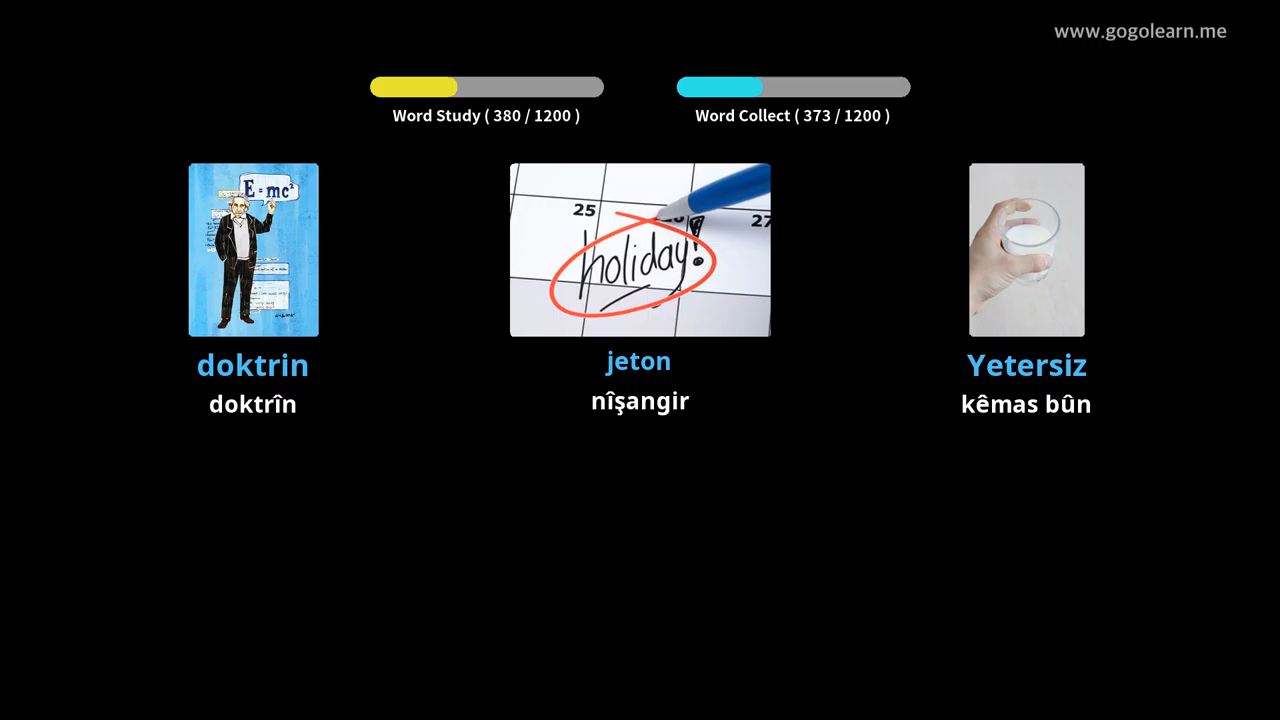 www.gogolearn.me
Word Study ( 380 / 1200 )
Word Collect ( 373 / 1200 )
E=mc²
25
27
holiday!
doktrin
jeton
Yetersiz
doktrîn
nîşangir
kêmas bûn